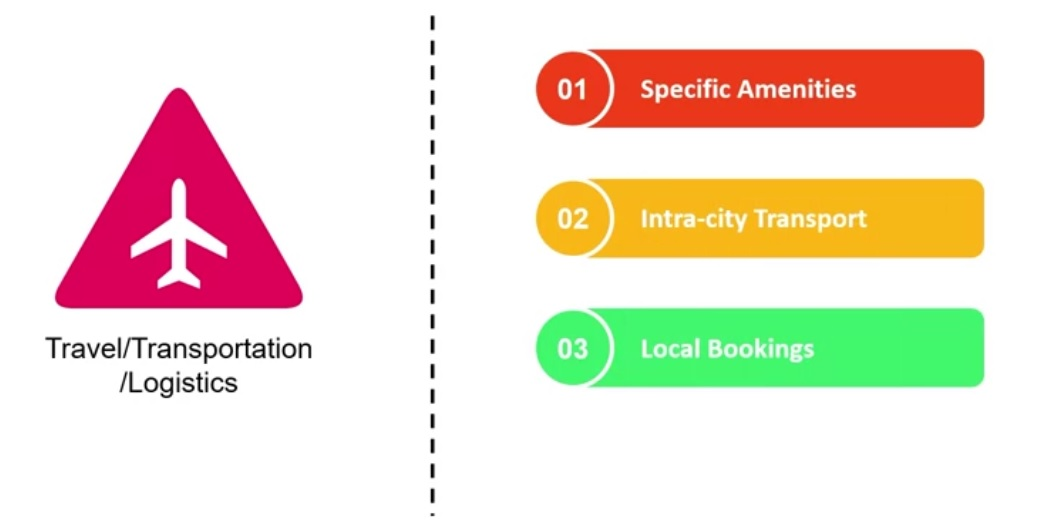 Travel/Transportation
/Logistics
01
Specific Amenities
02
Intra-city Transport
03
Local Bookings